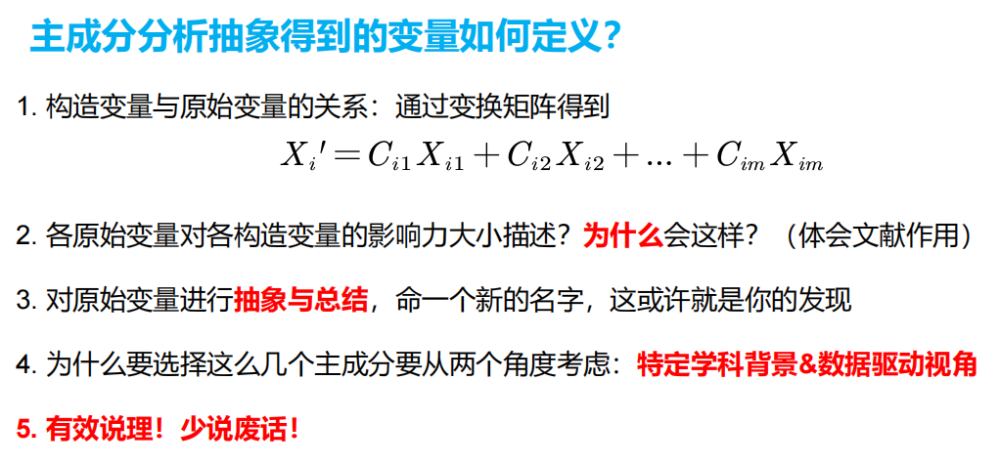 主成分分析抽象得到的变量如何定义？
1. 构造变量与原始变量的关系：通过变换矩阵得到
X_i′ = C_{i1}X_{i1} + C_{i2}X_{i2} + ... + C_{im}X_{im}
2. 各原始变量对各构造变量的影响力大小描述？为什么会这样？（体会文献作用）
3. 对原始变量进行抽象与总结，命一个新的名字，这或许就是你的发现
4. 为什么要选择这么几个主成分要从两个角度考虑：特定学科背景&数据驱动视角
5. 有效说理！少说废话！